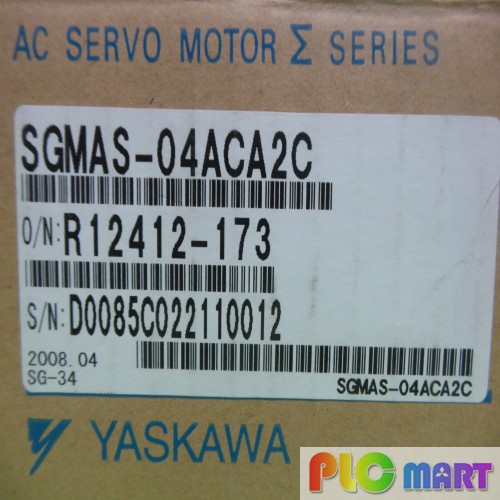 AC SERVO MOTOR Σ SERIES
SGMAS-04ACA2C
O/N:R12412-173
S/N:D0085C022110012
2008.04
SG-34
SGMAS-04ACA2C
YASKAWA
PLC MART